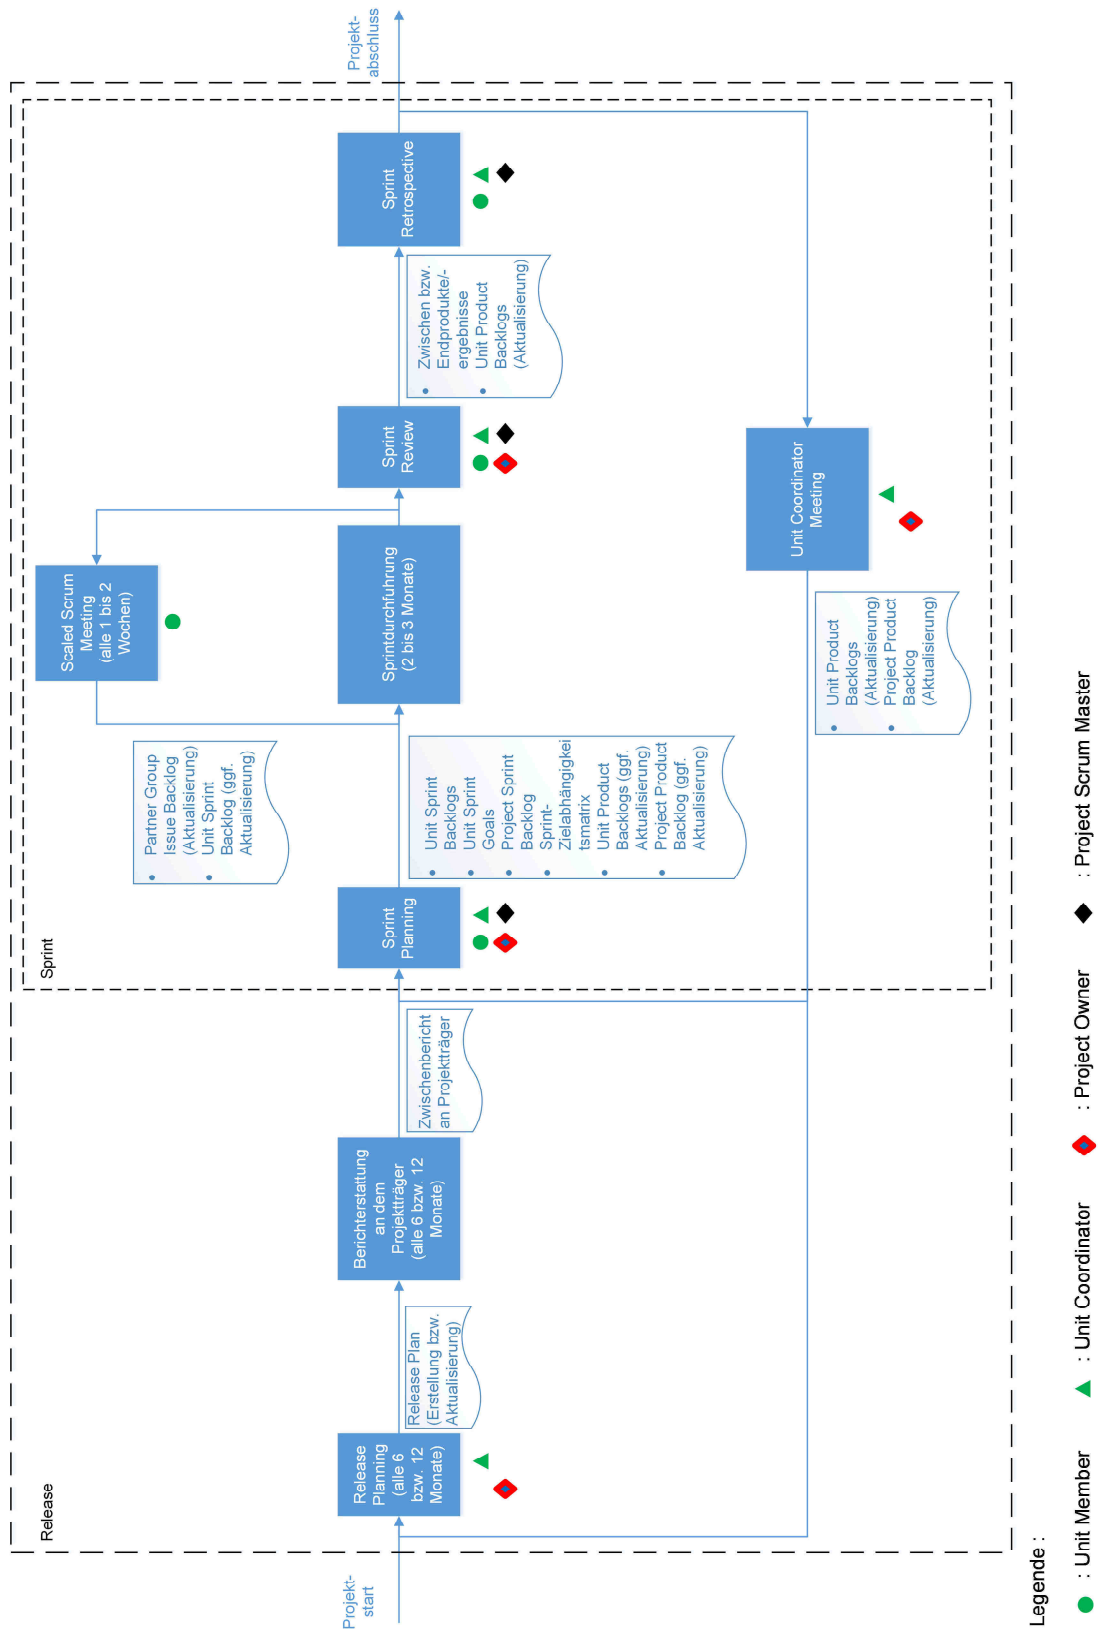 Release
Sprint
Projekt-
start
Release
Planning
(alle 6
bzw. 12
Monate)
Release Plan
(Erstellung bzw.
Aktualisierung)
Berichterstattung
an dem
Projektträger
(alle 6 bzw. 12
Monate)
Zwischenbericht
an Projektträger
Sprint
Planning
• Unit Sprint
Backlogs
• Unit Sprint
Goals
• Project Sprint
Backlog
• Sprint-
Zielabhängigkei
tsmatrix
• Unit Product
Backlogs (ggf.
Aktualisierung)
• Project Product
Backlog (ggf.
Aktualisierung)
• Partner Group
Issue Backlog
(Aktualisierung)
• Unit Sprint
Backlog (ggf.
Aktualisierung)
Scaled Scrum
Meeting
(alle 1 bis 2
Wochen)
Sprintdurchführung
(2 bis 3 Monate)
Sprint
Review
• Zwischen bzw.
Endprodukte/-
ergebnisse
• Unit Product
Backlogs
(Aktualisierung)
Sprint
Retrospective
Projekt-
abschluss
Unit Coordinator
Meeting
• Unit Product
Backlogs
(Aktualisierung)
• Project Product
Backlog
(Aktualisierung)
Legende :
: Unit Member
: Unit Coordinator
: Project Owner
: Project Scrum Master